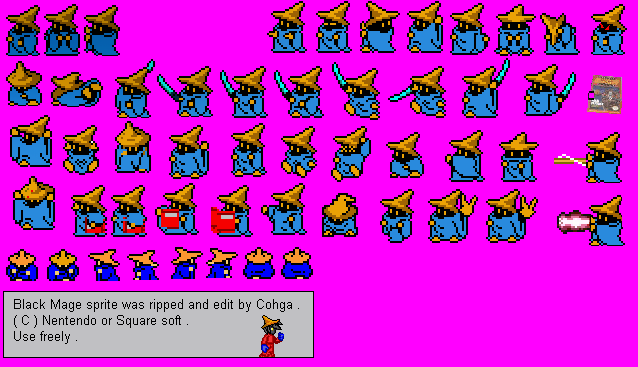 Black Mage sprite was ripped and edit by Cohga .
( C ) Nentendo or Square soft .
Use freely .